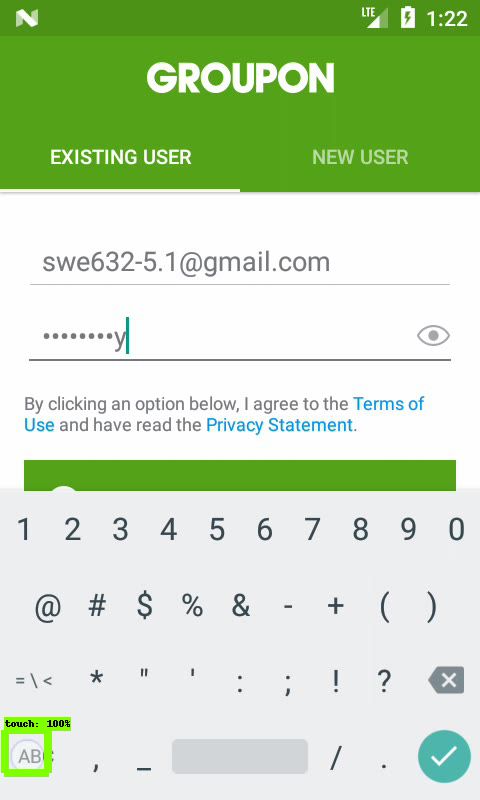 LTE 1:22
GROUPON
EXISTING USER NEW USER
swe632-5.1@gmail.com
••••••••y
By clicking an option below, I agree to the Terms of
Use and have read the Privacy Statement.
1 2 3 4 5 6 7 8 9 0
@ # $ % & - + ( )
= \ < * " ' : ; ! ?
touch: 100%
ABC , _ / .